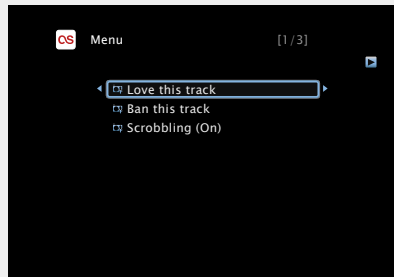 Menu [1/3]
Love this track
Ban this track
Scrobbling (On)